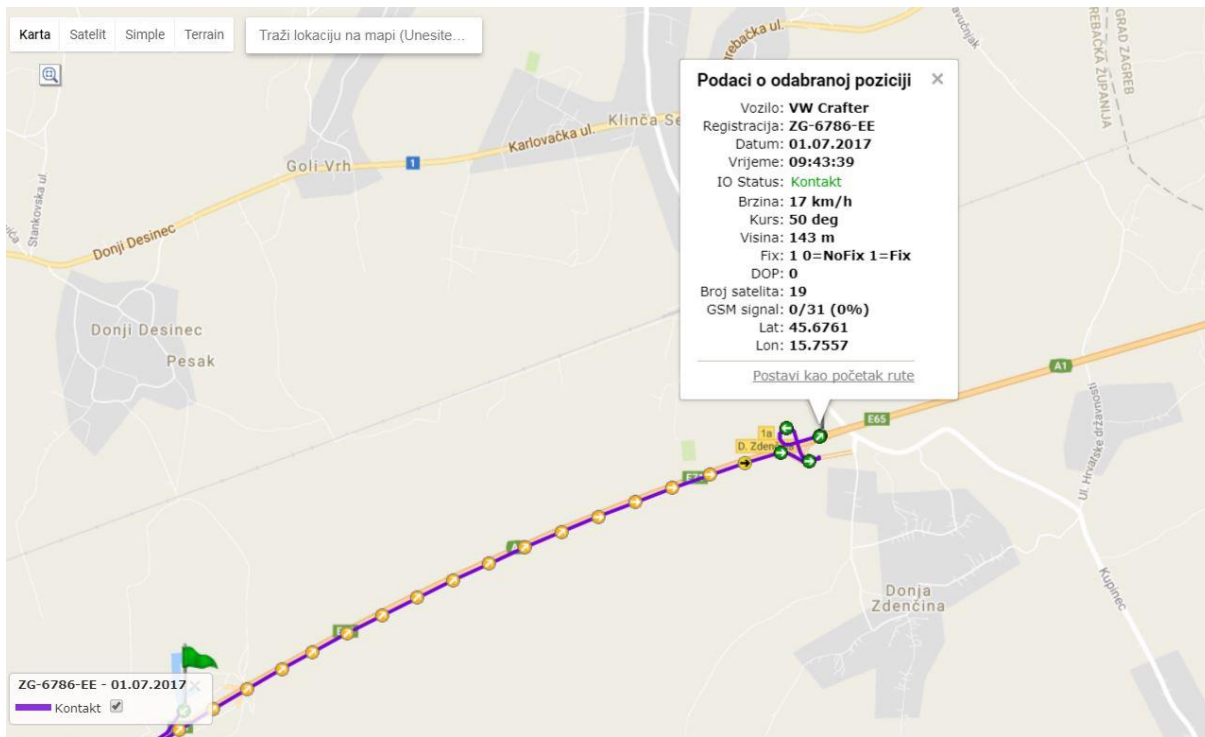 Karta
Satelit
Simple
Terrain
Traži lokaciju na mapi (Unesite...
GRAD ZAGREB
ZAGREBAČKA ŽUPANIJA
Klinča Se
Karlovačka ul.
1
Goli Vrh
Stankovska ul.
Donji Desinec
Donji Desinec
Pesak
Podaci o odabranoj poziciji
Vozilo: VW Crafter
Registracija: ZG-6786-EE
Datum: 01.07.2017
Vrijeme: 09:43:39
IO Status: Kontakt
Brzina: 17 km/h
Kurs: 50 deg
Visina: 143 m
Fix: 1 0=NoFix 1=Fix
DOP: 0
Broj satelita: 19
GSM signal: 0/31 (0%)
Lat: 45.6761
Lon: 15.7557
Postavi kao početak rute
A1
E65
1a
Ul. Hrvatske državnosti
Donja
Zdenčina
Kupinec
ZG-6786-EE - 01.07.2017
Kontakt